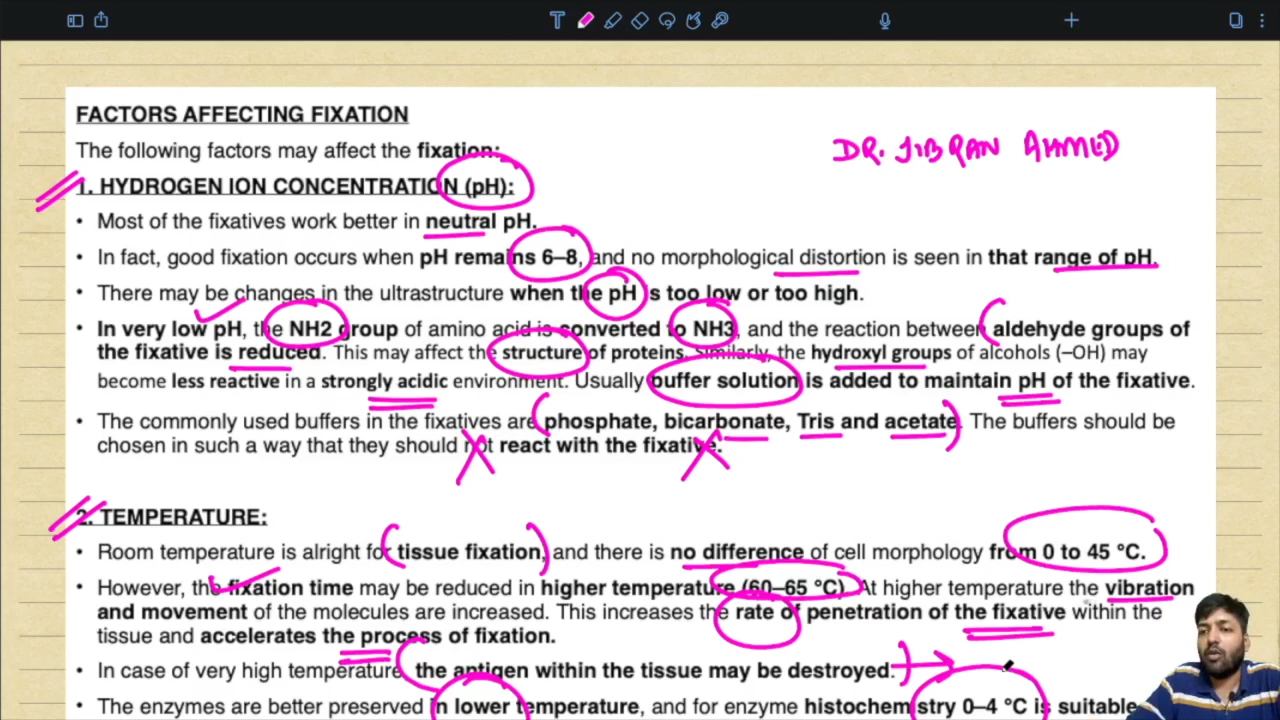 FACTORS AFFECTING FIXATION
DR. JIBRAN AHMED
The following factors may affect the fixation:
1. HYDROGEN ION CONCENTRATION (pH):
• Most of the fixatives work better in neutral pH.
• In fact, good fixation occurs when pH remains 6–8, and no morphological distortion is seen in that range of pH.
• There may be changes in the ultrastructure when the pH is too low or too high.
• In very low pH, the NH2 group of amino acid is converted to NH3, and the reaction between aldehyde groups of
the fixative is reduced. This may affect the structure of proteins. Similarly, the hydroxyl groups of alcohols (–OH) may
become less reactive in a strongly acidic environment. Usually buffer solution is added to maintain pH of the fixative.
• The commonly used buffers in the fixatives are phosphate, bicarbonate, Tris and acetate. The buffers should be
chosen in such a way that they should not react with the fixative.
2. TEMPERATURE:
• Room temperature is alright for tissue fixation, and there is no difference of cell morphology from 0 to 45 °C.
• However, the fixation time may be reduced in higher temperature (60–65 °C). At higher temperature the vibration
and movement of the molecules are increased. This increases the rate of penetration of the fixative within the
tissue and accelerates the process of fixation.
• In case of very high temperature, the antigen within the tissue may be destroyed.
• The enzymes are better preserved in lower temperature, and for enzyme histochemistry 0–4 °C is suitable